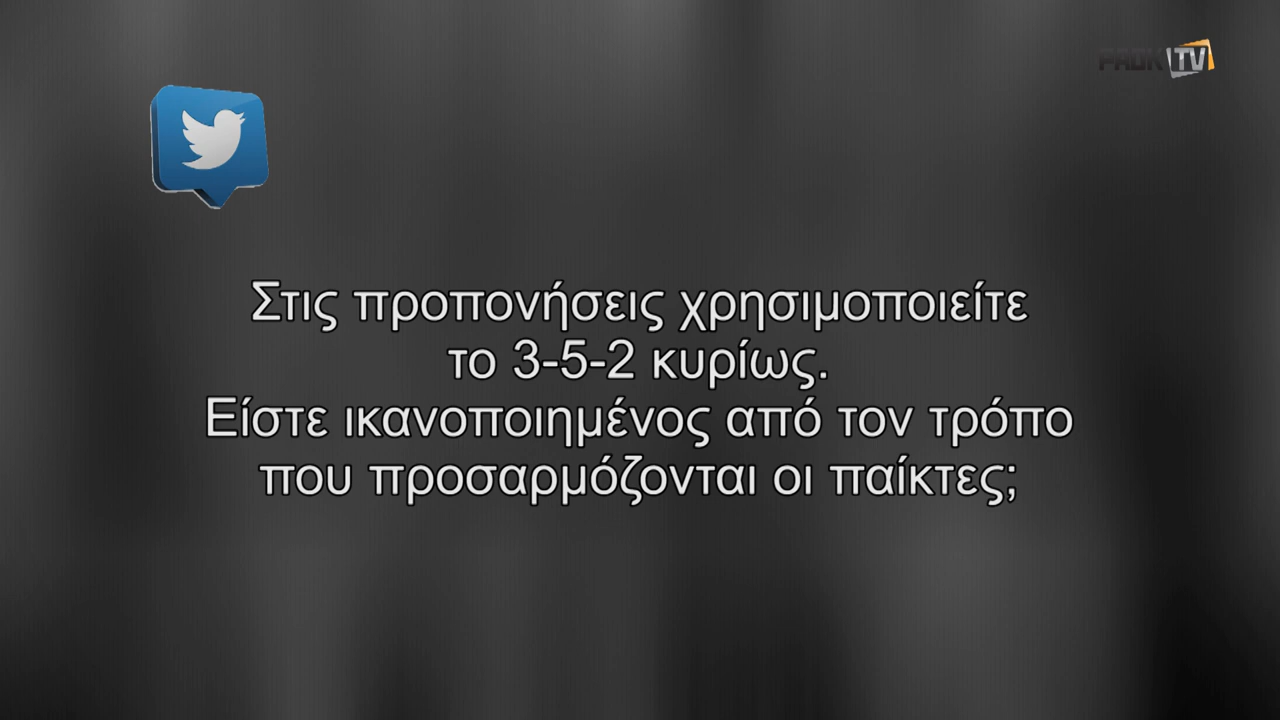 PAOK TV
Στις προπονήσεις χρησιμοποιείτε
το 3-5-2 κυρίως.
Είστε ικανοποιημένος από τον τρόπο
που προσαρμόζονται οι παίκτες;